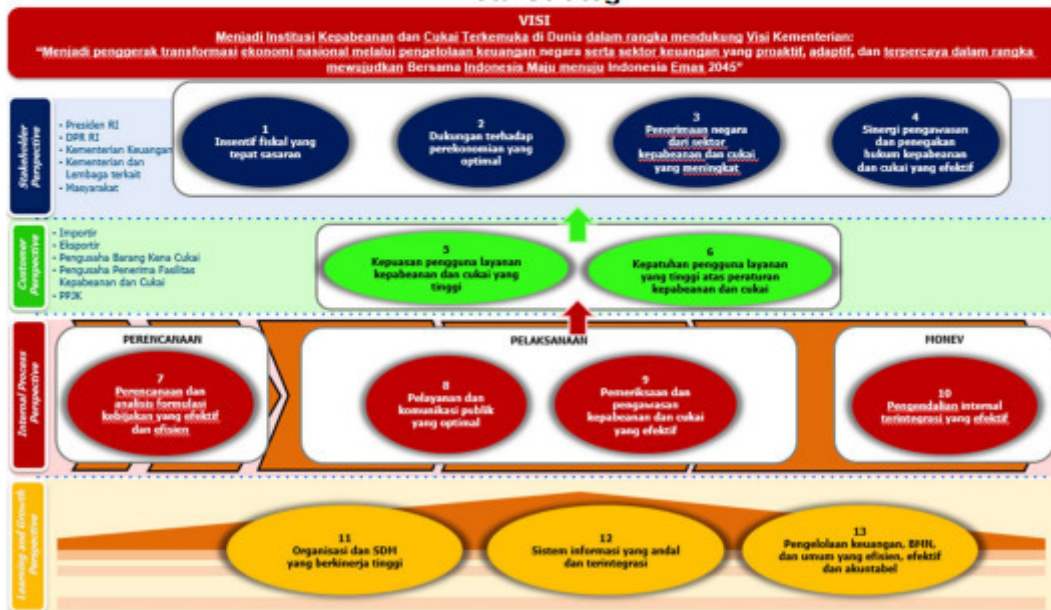 VISI
Menjadi Institusi Kepabeanan dan Cukai Terkemuka di Dunia dalam rangka mendukung Visi Kementerian:
"Menjadi penggerak transformasi ekonomi nasional melalui pengelolaan keuangan negara serta sektor keuangan yang proaktif, adaptif, dan terpercaya dalam rangka
mewujudkan Bersama Indonesia Maju menuju Indonesia Emas 2045"
Stakeholder
Perspective
- Presiden RI
- DPR RI
- Kementerian Keuangan
- Kementerian dan
Lembaga terkait
- Masyarakat
1
Insentif fiskal yang
tepat sasaran
2
Dukungan terhadap
perekonomian yang
optimal
3
Penerimaan negara
dari sektor
kepabeanan dan cukai
yang meningkat
4
Sinergi pengawasan
dan penegakan
hukum kepabeanan
dan cukai yang efektif
Customer
Perspective
- Importir
- Eksportir
- Pengusaha Barang Kena Cukai
- Pengusaha Penerima Fasilitas
Kepabeanan dan Cukai
- PPJK
5
Kepuasan pengguna layanan
kepabeanan dan cukai yang
tinggi
6
Kepatuhan pengguna layanan
yang tinggi atas peraturan
kepabeanan dan cukai
Internal Process
Perspective
PERENCANAAN
7
Perencanaan dan
analisis formulasi
kebijakan yang efektif
dan efisien
PELAKSANAAN
8
Pelayanan dan
komunikasi publik
yang optimal
9
Pemeriksaan dan
pengawasan
kepabeanan dan cukai
yang efektif
MONEV
10
Pengendalian internal
terintegrasi yang efektif
Learning and Growth
Perspective
11
Organisasi dan SDM
yang berkinerja tinggi
12
Sistem informasi yang andal
dan terintegrasi
13
Pengelolaan keuangan, BMN,
dan umum yang efisien, efektif
dan akuntabel